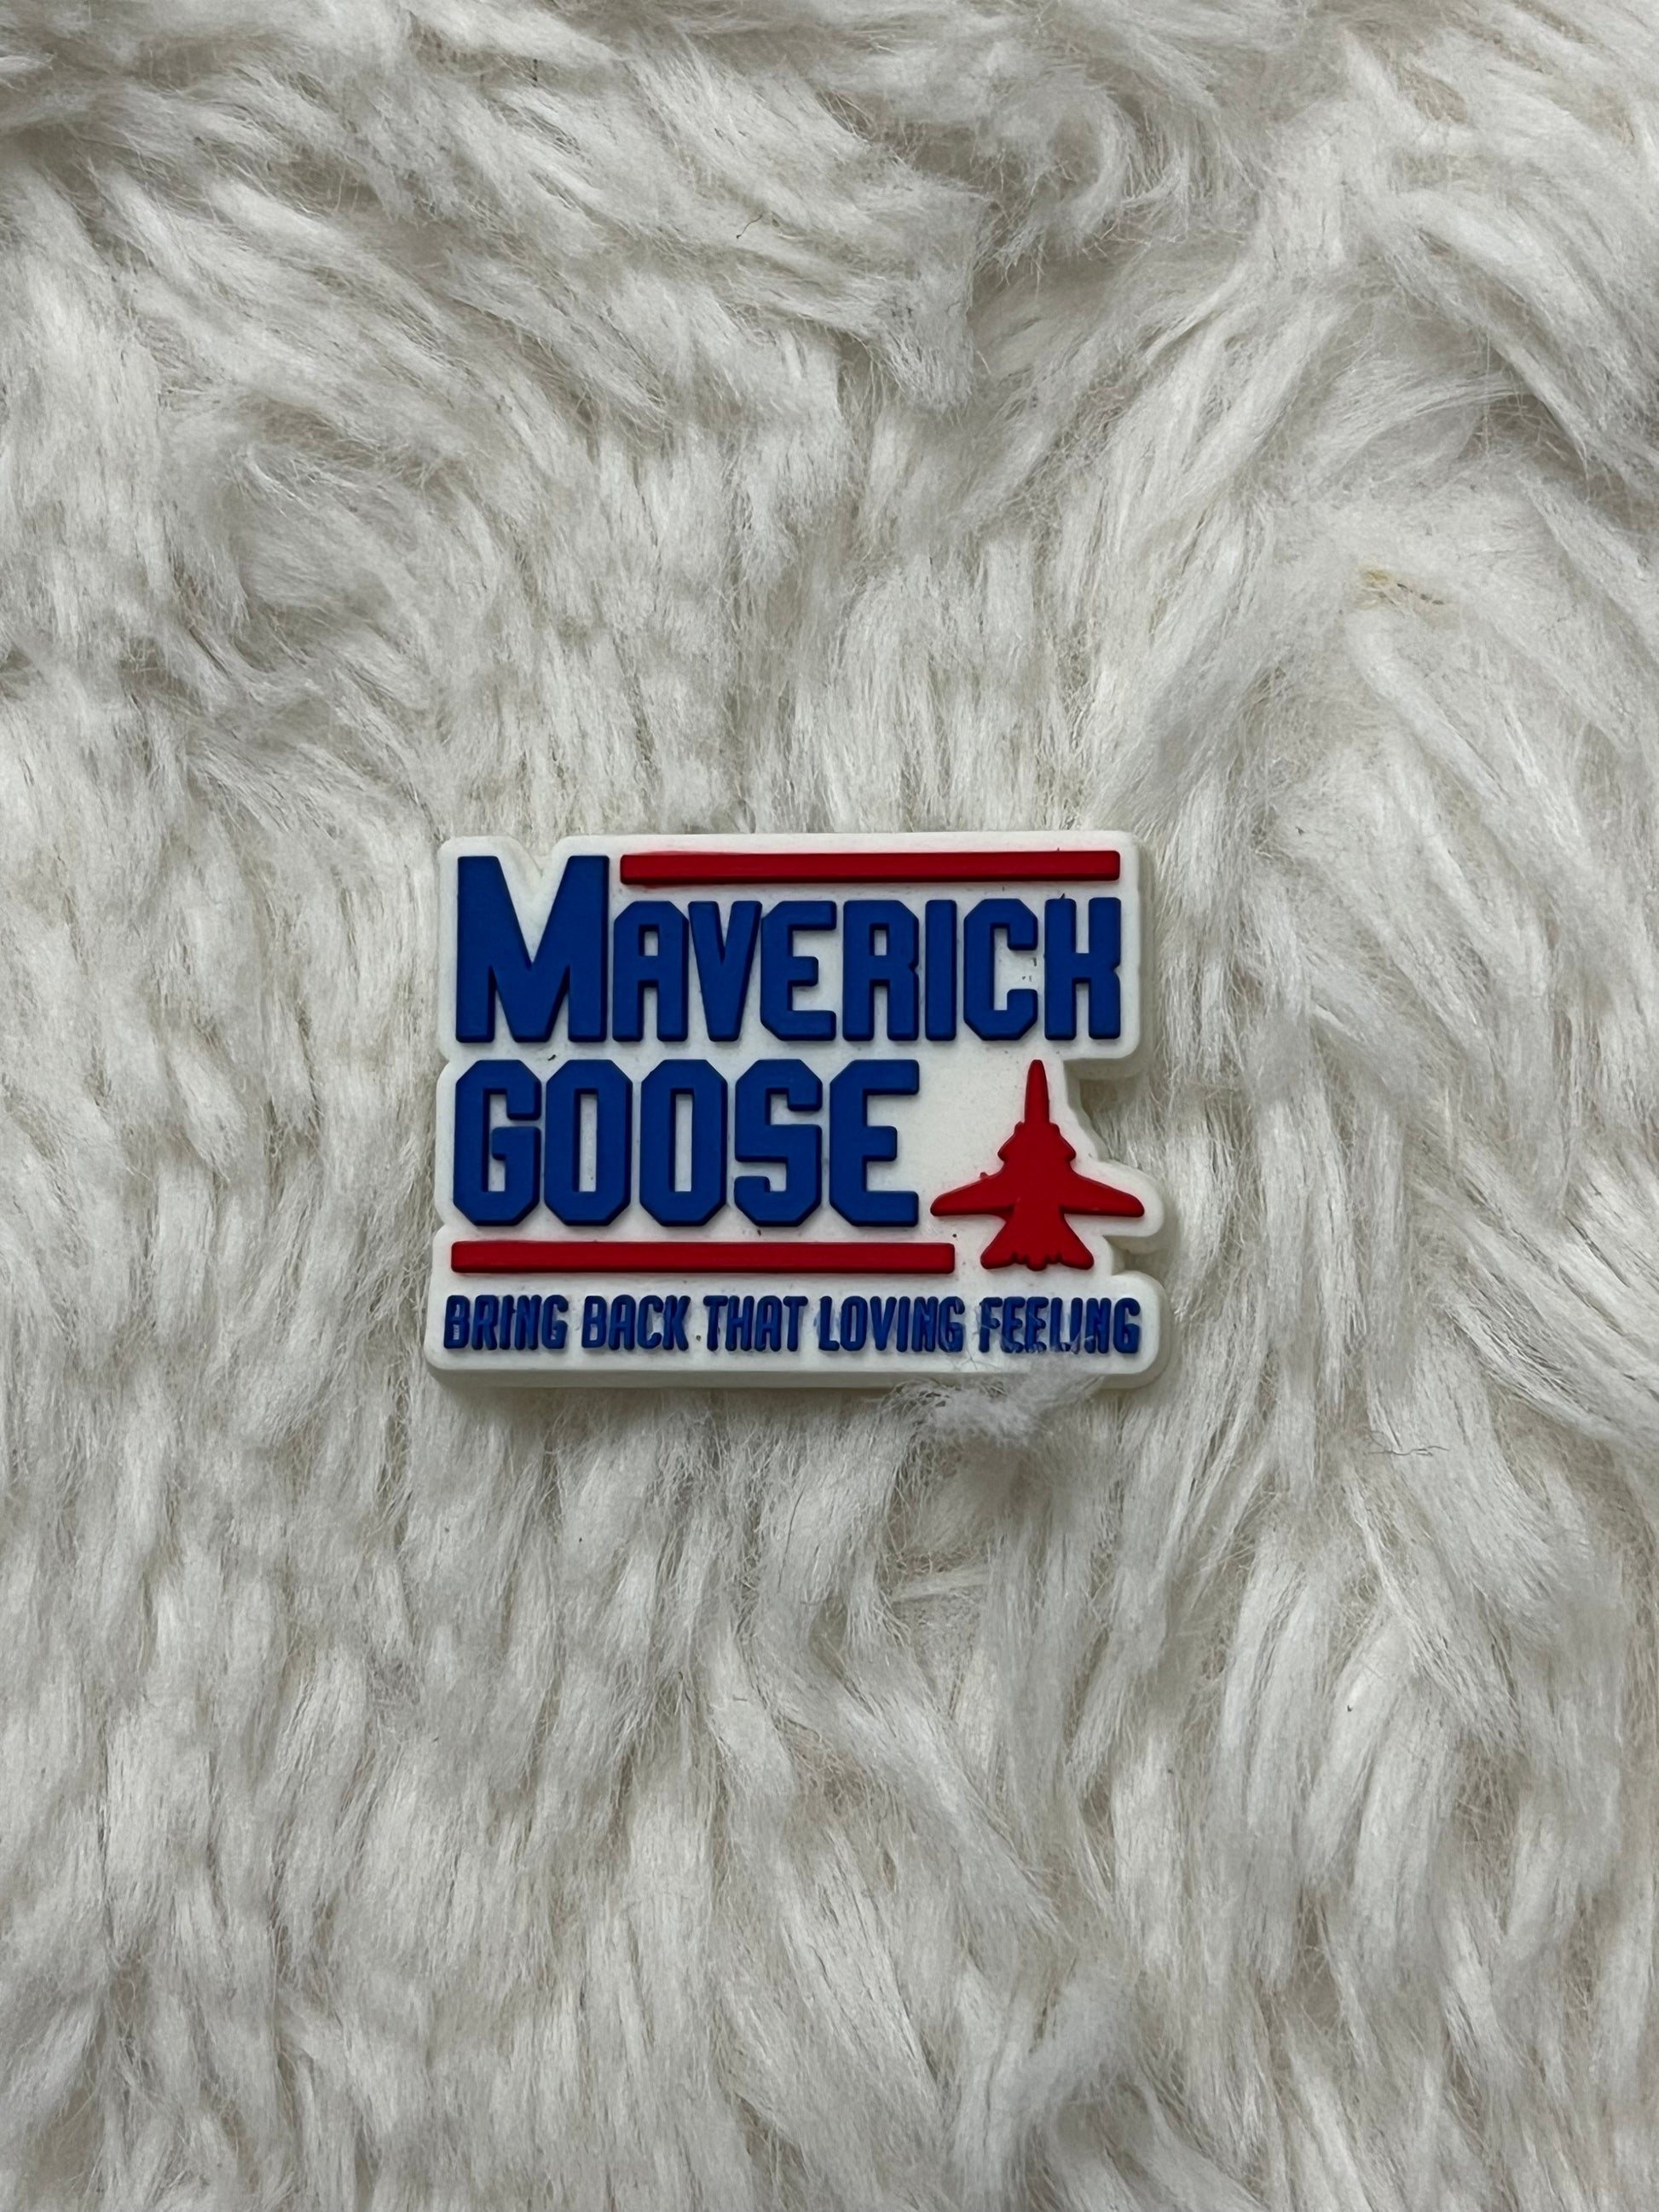 MAVERICK
GOOSE
BRING BACK THAT LOVING FEELING